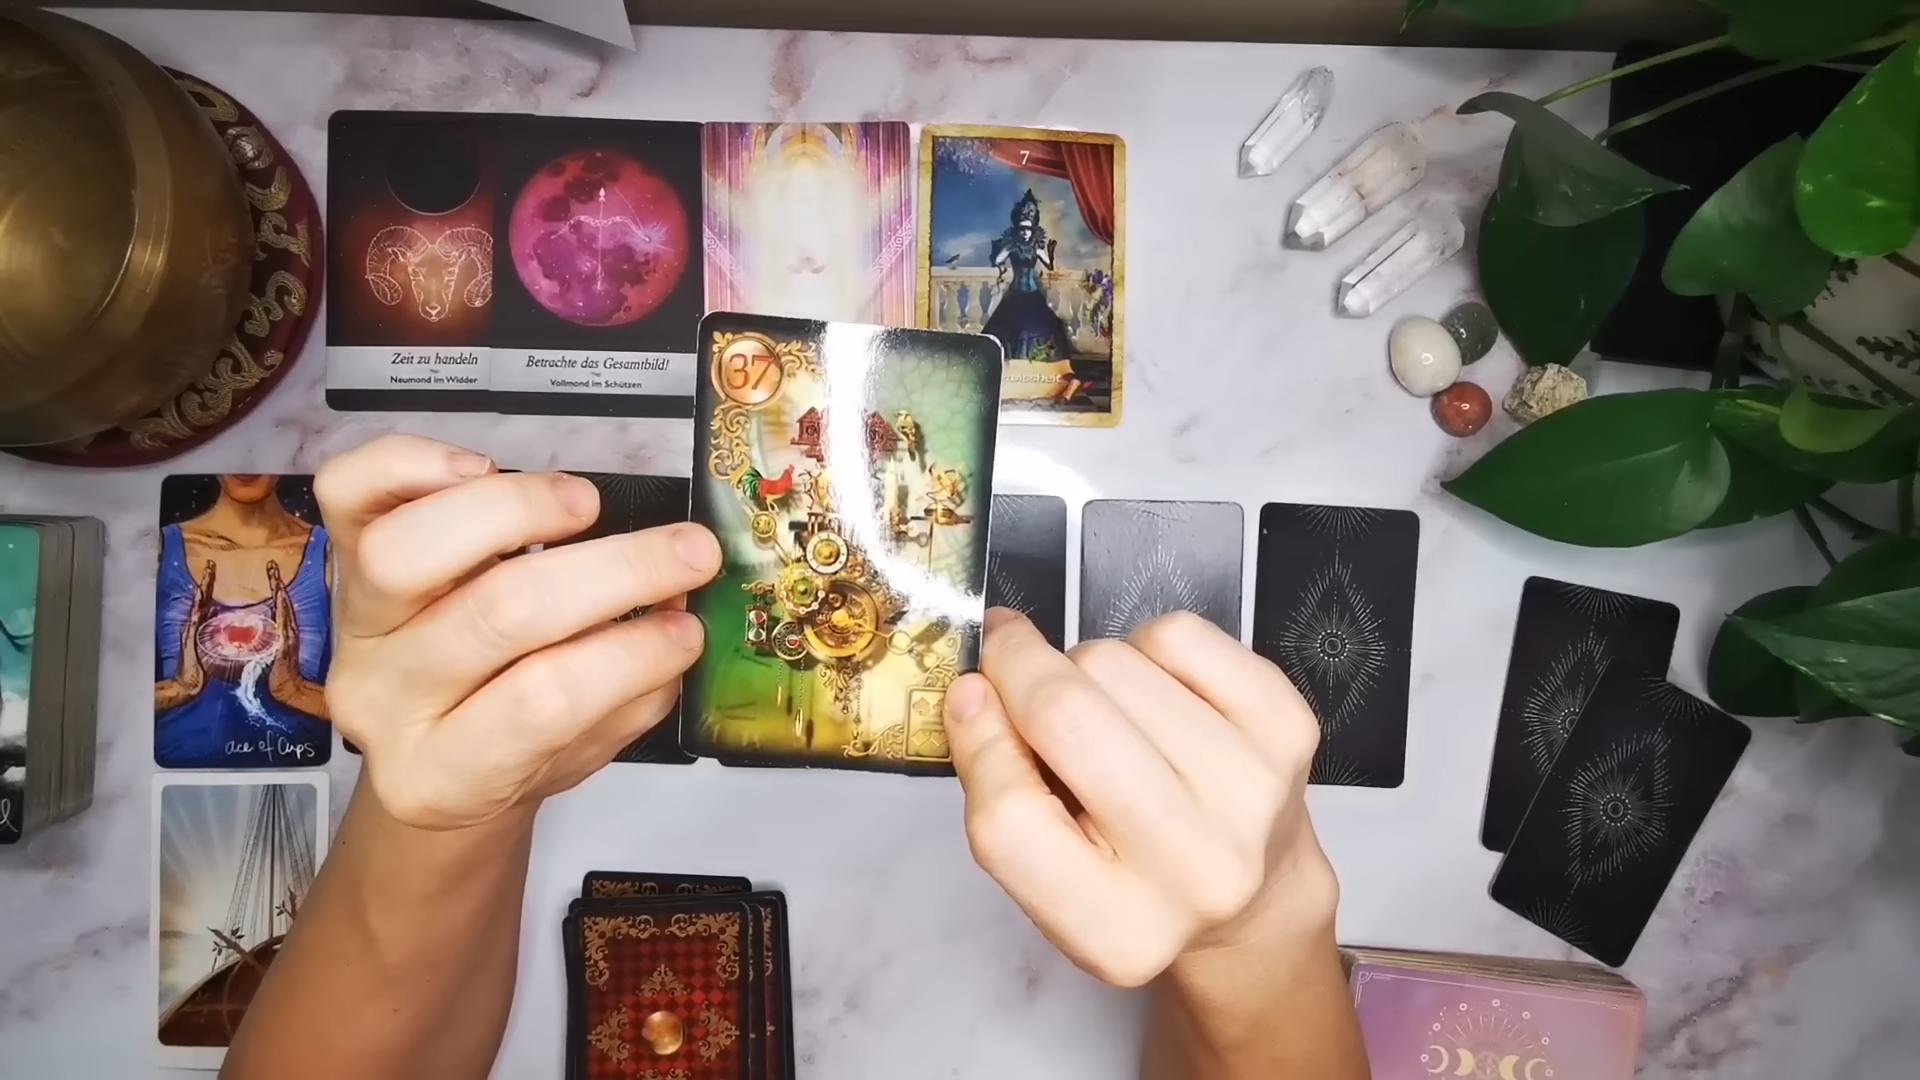 7
Zeit zu handeln
Neumond im Widder
Betrachte das Gesamtbild!
Vollmond im Schützen
37
ace of Cups